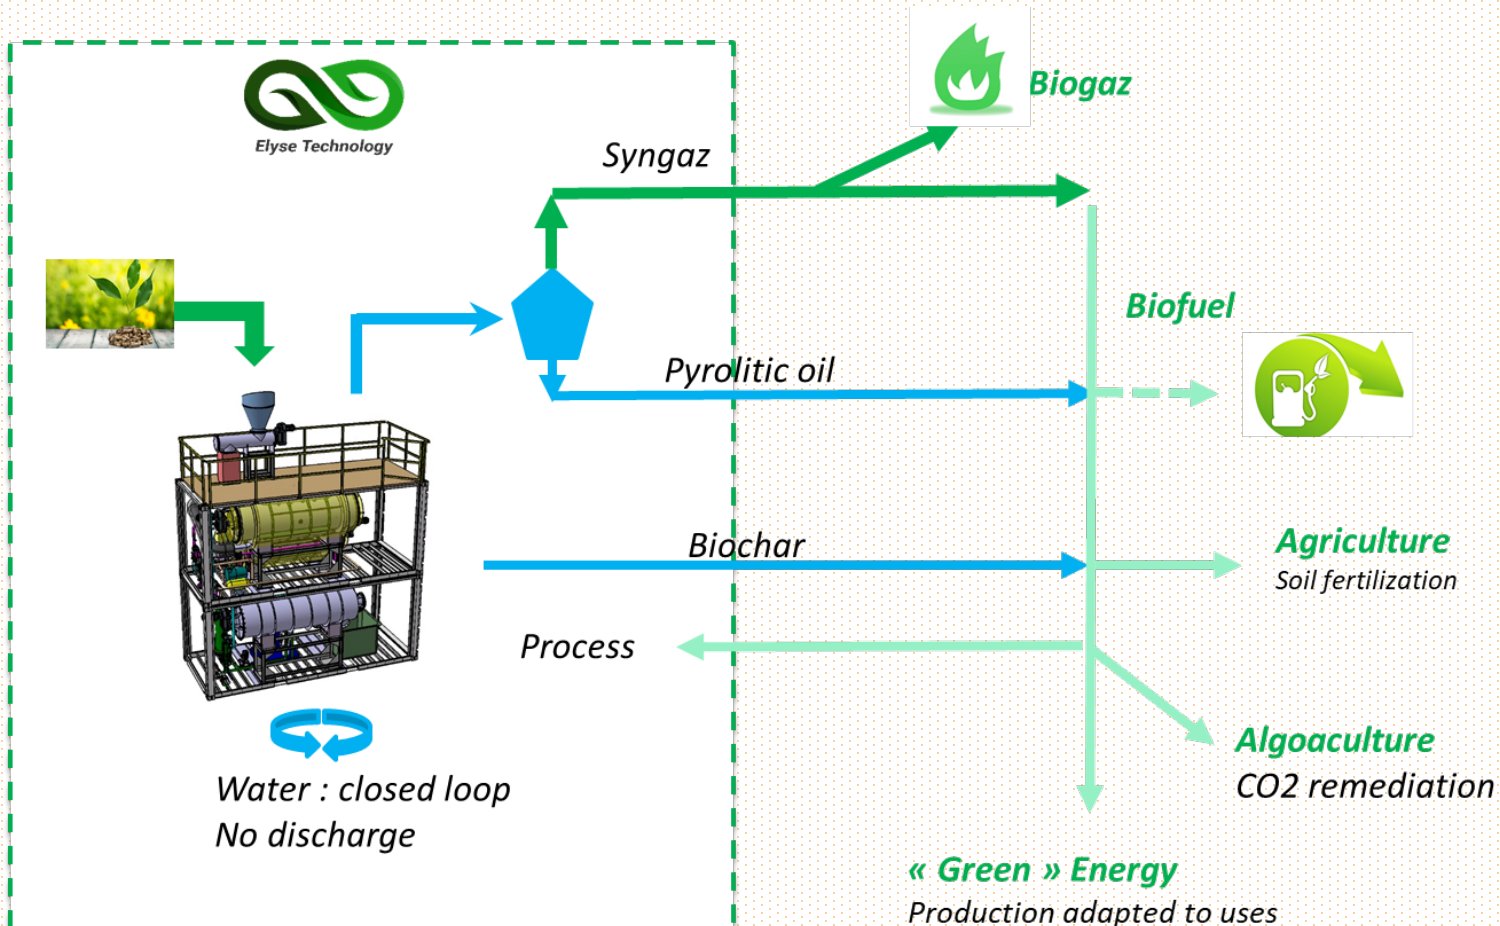 Elyse Technology
Biogaz
Syngaz
Biofuel
Pyrolitic oil
Biochar
Agriculture
Soil fertilization
Process
Algoaculture
CO2 remediation
Water : closed loop
No discharge
« Green » Energy
Production adapted to uses